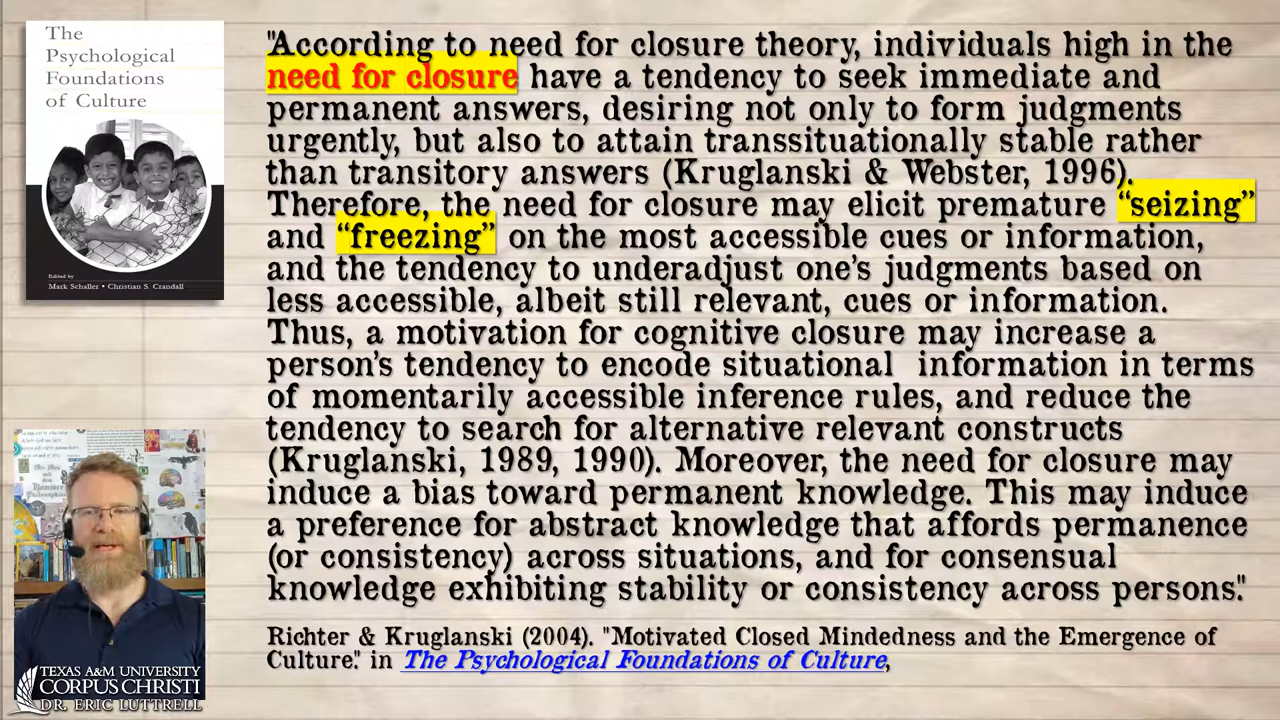 The
Psychological
Foundations
of Culture
Edited by
Mark Schaller • Christian S. Crandall
"According to need for closure theory, individuals high in the
need for closure have a tendency to seek immediate and
permanent answers, desiring not only to form judgments
urgently, but also to attain transsituationally stable rather
than transitory answers (Kruglanski & Webster, 1996).
Therefore, the need for closure may elicit premature “seizing”
and “freezing” on the most accessible cues or information,
and the tendency to underadjust one’s judgments based on
less accessible, albeit still relevant, cues or information.
Thus, a motivation for cognitive closure may increase a
person’s tendency to encode situational information in terms
of momentarily accessible inference rules, and reduce the
tendency to search for alternative relevant constructs
(Kruglanski, 1989, 1990). Moreover, the need for closure may
induce a bias toward permanent knowledge. This may induce
a preference for abstract knowledge that affords permanence
(or consistency) across situations, and for consensual
knowledge exhibiting stability or consistency across persons."
Richter & Kruglanski (2004). "Motivated Closed Mindedness and the Emergence of
Culture." in The Psychological Foundations of Culture,
TEXAS A&M UNIVERSITY
CORPUS CHRISTI
DR. ERIC LUTTRELL